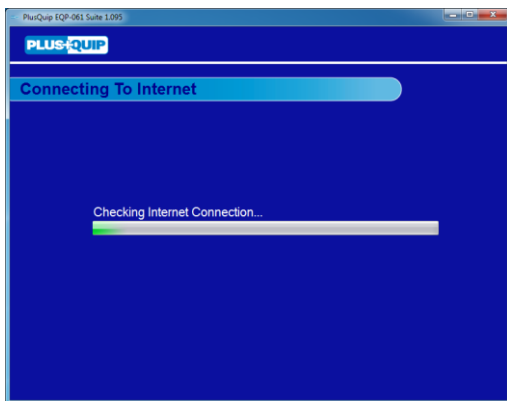 PlusQuip EQP-061 Suite 1.095
PLUS QUIP
Connecting To Internet
Checking Internet Connection...